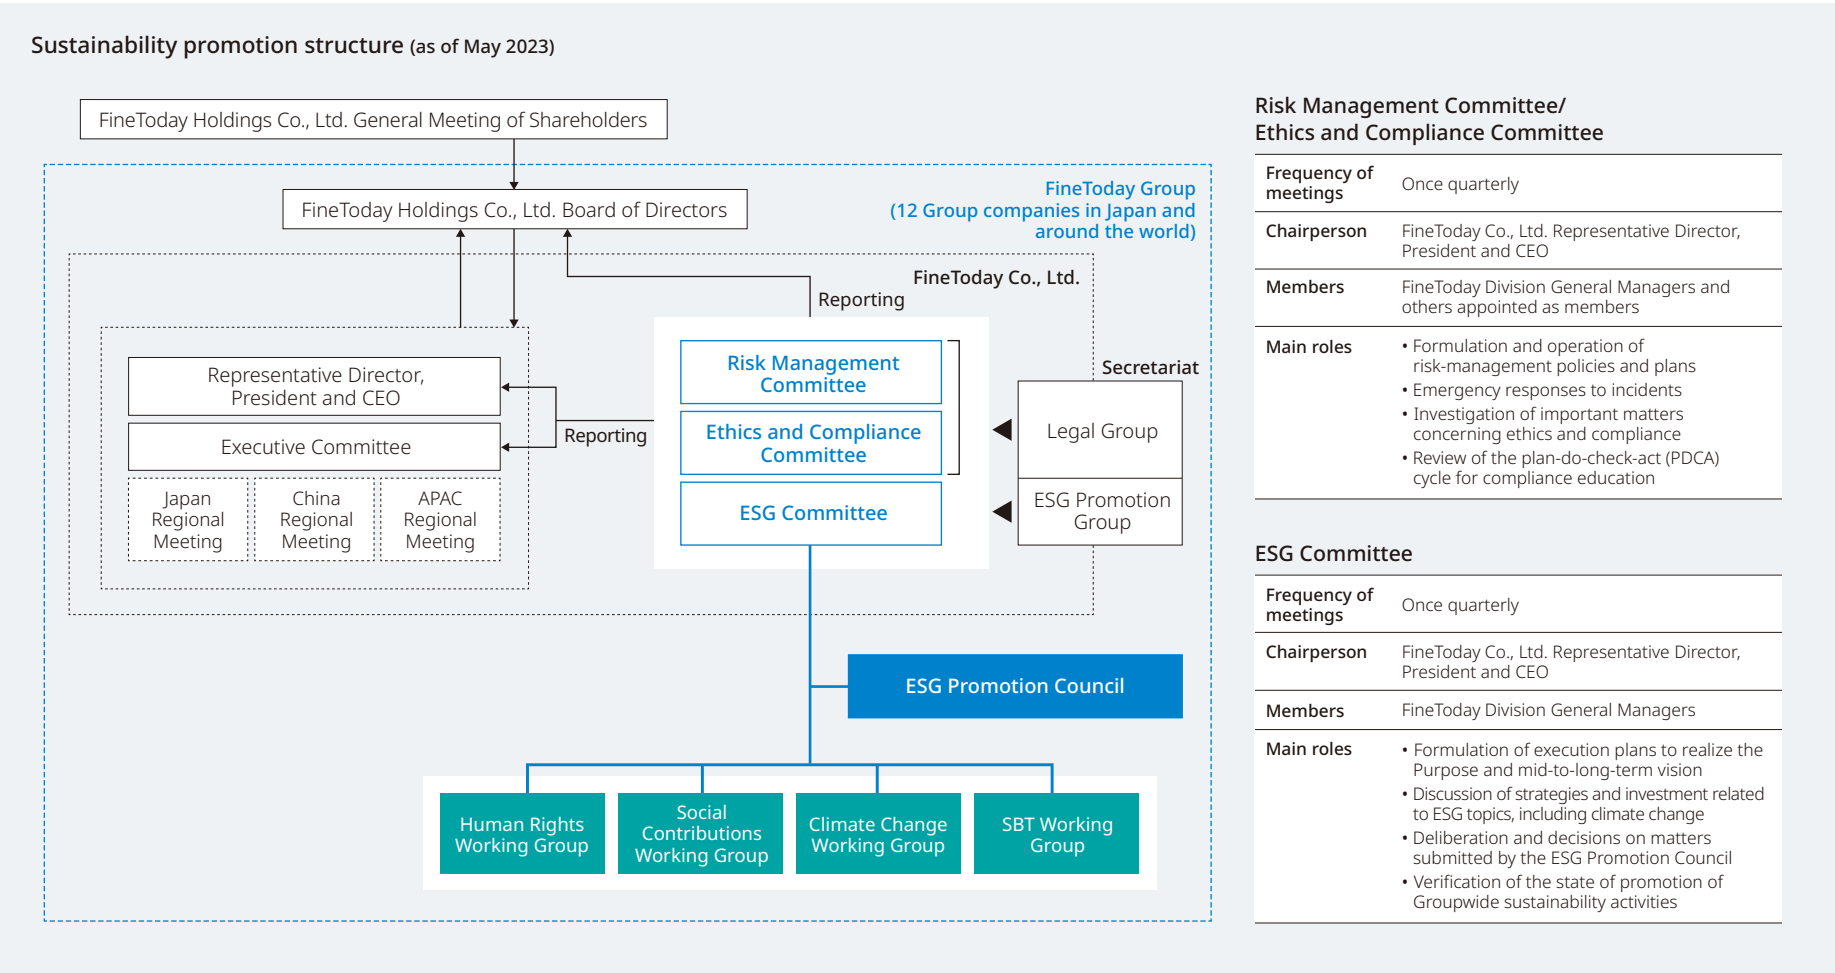 Sustainability promotion structure (as of May 2023)
FineToday Holdings Co., Ltd. General Meeting of Shareholders
FineToday Group
(12 Group companies in Japan and
around the world)
FineToday Holdings Co., Ltd. Board of Directors
FineToday Co., Ltd.
Reporting
Representative Director,
President and CEO
Executive Committee
Reporting
Japan
Regional
Meeting
China
Regional
Meeting
APAC
Regional
Meeting
Risk Management
Committee
Ethics and Compliance
Committee
ESG Committee
Secretariat
Legal Group
ESG Promotion
Group
ESG Promotion Council
Human Rights
Working Group
Social
Contributions
Working Group
Climate Change
Working Group
SBT Working
Group
Risk Management Committee/
Ethics and Compliance Committee
Frequency of
meetings
Once quarterly
Chairperson
FineToday Co., Ltd. Representative Director,
President and CEO
Members
FineToday Division General Managers and
others appointed as members
Main roles
• Formulation and operation of
risk-management policies and plans
• Emergency responses to incidents
• Investigation of important matters
concerning ethics and compliance
• Review of the plan-do-check-act (PDCA)
cycle for compliance education
ESG Committee
Frequency of
meetings
Once quarterly
Chairperson
FineToday Co., Ltd. Representative Director,
President and CEO
Members
FineToday Division General Managers
Main roles
• Formulation of execution plans to realize the
Purpose and mid-to-long-term vision
• Discussion of strategies and investment related
to ESG topics, including climate change
• Deliberation and decisions on matters
submitted by the ESG Promotion Council
• Verification of the state of promotion of
Groupwide sustainability activities